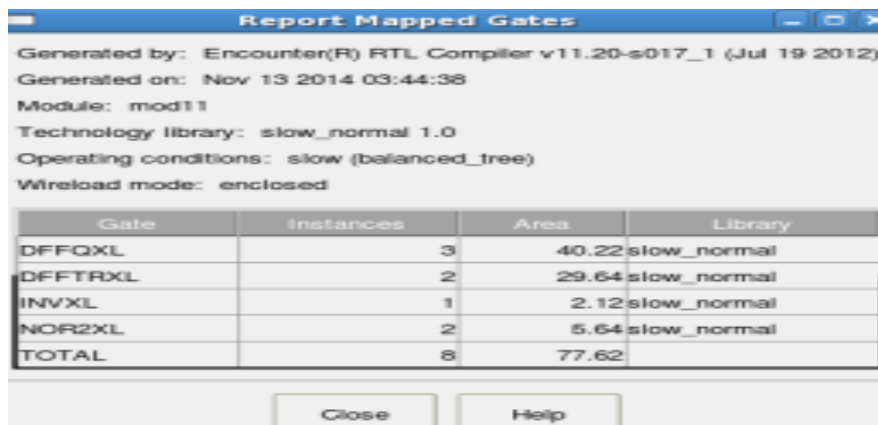 Report Mapped Gates
Generated by: Encounter(R) RTL Compiler v11.20-s017_1 (Jul 19 2012)
Generated on: Nov 13 2014 03:44:38
Module: mod11
Technology library: slow_normal 1.0
Operating conditions: slow (balanced_tree)
Wireload mode: enclosed
Gate Instances Area Library
DFFQXL 3 40.22 slow_normal
DFFTRXL 2 29.64 slow_normal
INVXL 1 2.12 slow_normal
NOR2XL 2 5.64 slow_normal
TOTAL 8 77.62
Close Help